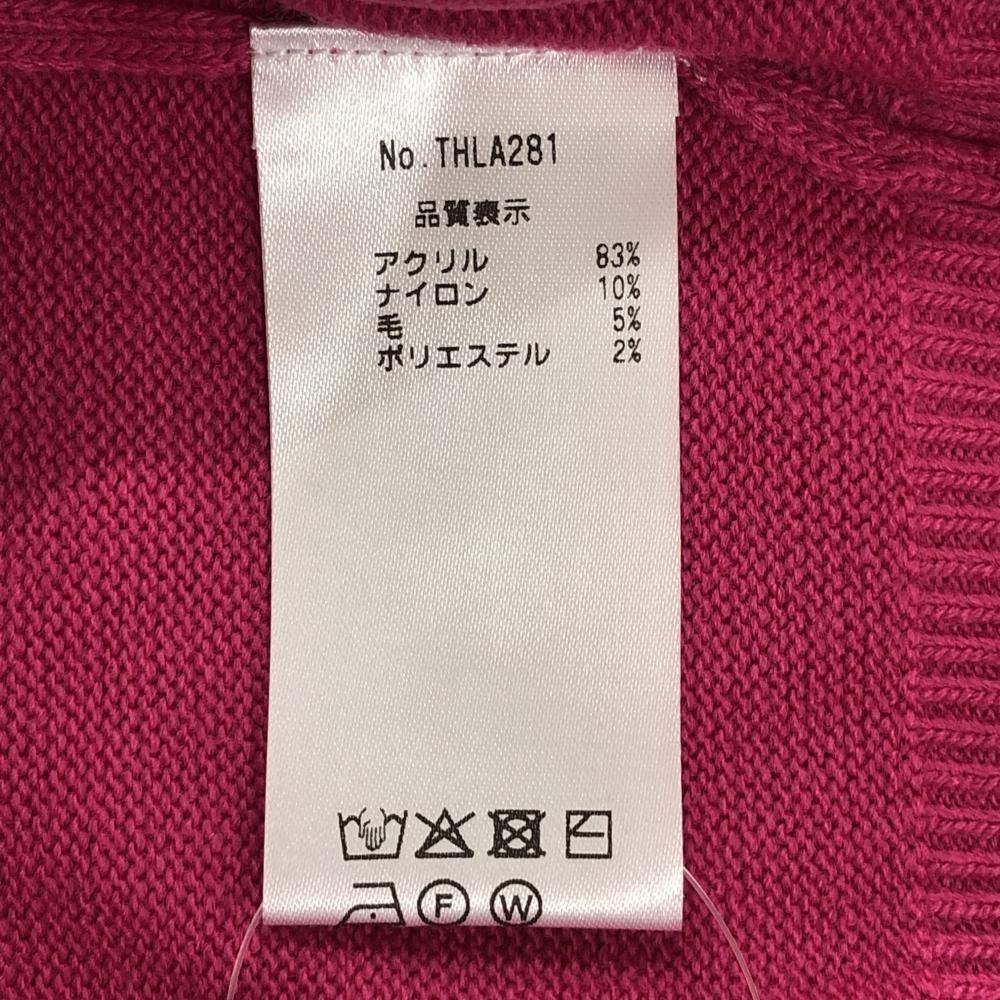 No.THLA281
品質表示
アクリル 83%
ナイロン 10%
毛 5%
ポリエステル 2%
F W